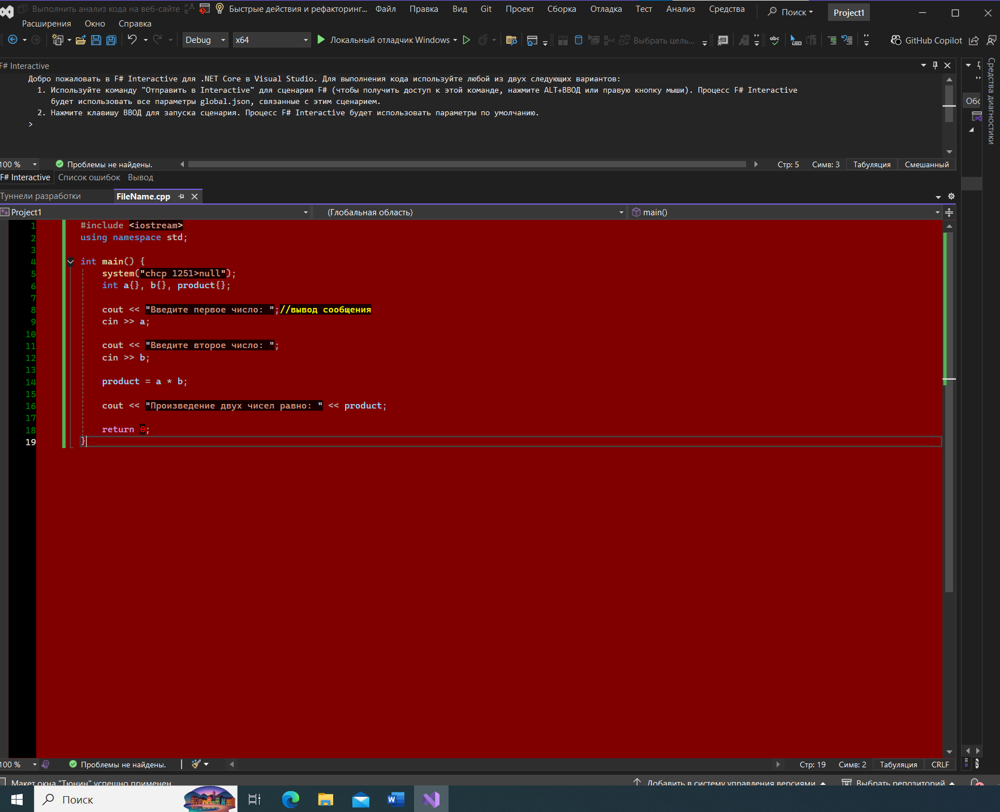 Выполнить анализ кода на веб-сайте Быстрые действия и рефакторинг... Файл Правка Вид Git Проект Сборка Отладка Тест Анализ Средства Поиск Project1
Расширения Окно Справка
Debug x64 Локальный отладчик Windows Выбрать цель... abc GitHub Copilot
F# Interactive
Добро пожаловать в F# Interactive для .NET Core в Visual Studio. Для выполнения кода используйте любой из двух следующих вариантов:
1. Используйте команду "Отправить в Interactive" для сценария F# (чтобы получить доступ к этой команде, нажмите ALT+ВВОД или правую кнопку мыши). Процесс F# Interactive
будет использовать все параметры global.json, связанные с этим сценарием.
2. Нажмите клавишу ВВОД для запуска сценария. Процесс F# Interactive будет использовать параметры по умолчанию.
>
Обо
Средства диагностики
100 % Проблемы не найдены. Стр: 5 Симв: 3 Табуляция Смешанный
F# Interactive Список ошибок Вывод
Туннели разработки FileName.cpp
Project1 (Глобальная область) main()
1 #include <iostream>
2 using namespace std;
3
4 int main() {
5 system("chcp 1251>null");
6 int a{}, b{}, product{};
7
8 cout << "Введите первое число: ";//вывод сообщения
9 cin >> a;
10
11 cout << "Введите второе число: ";
12 cin >> b;
13
14 product = a * b;
15
16 cout << "Произведение двух чисел равно: " << product;
17
18 return 0;
19 }
100 % Проблемы не найдены. Стр: 19 Симв: 2 Табуляция CRLF
Макет окна "Тюнин" успешно применен Добавить в систему управления версиями Выбрать репозиторий
Поиск